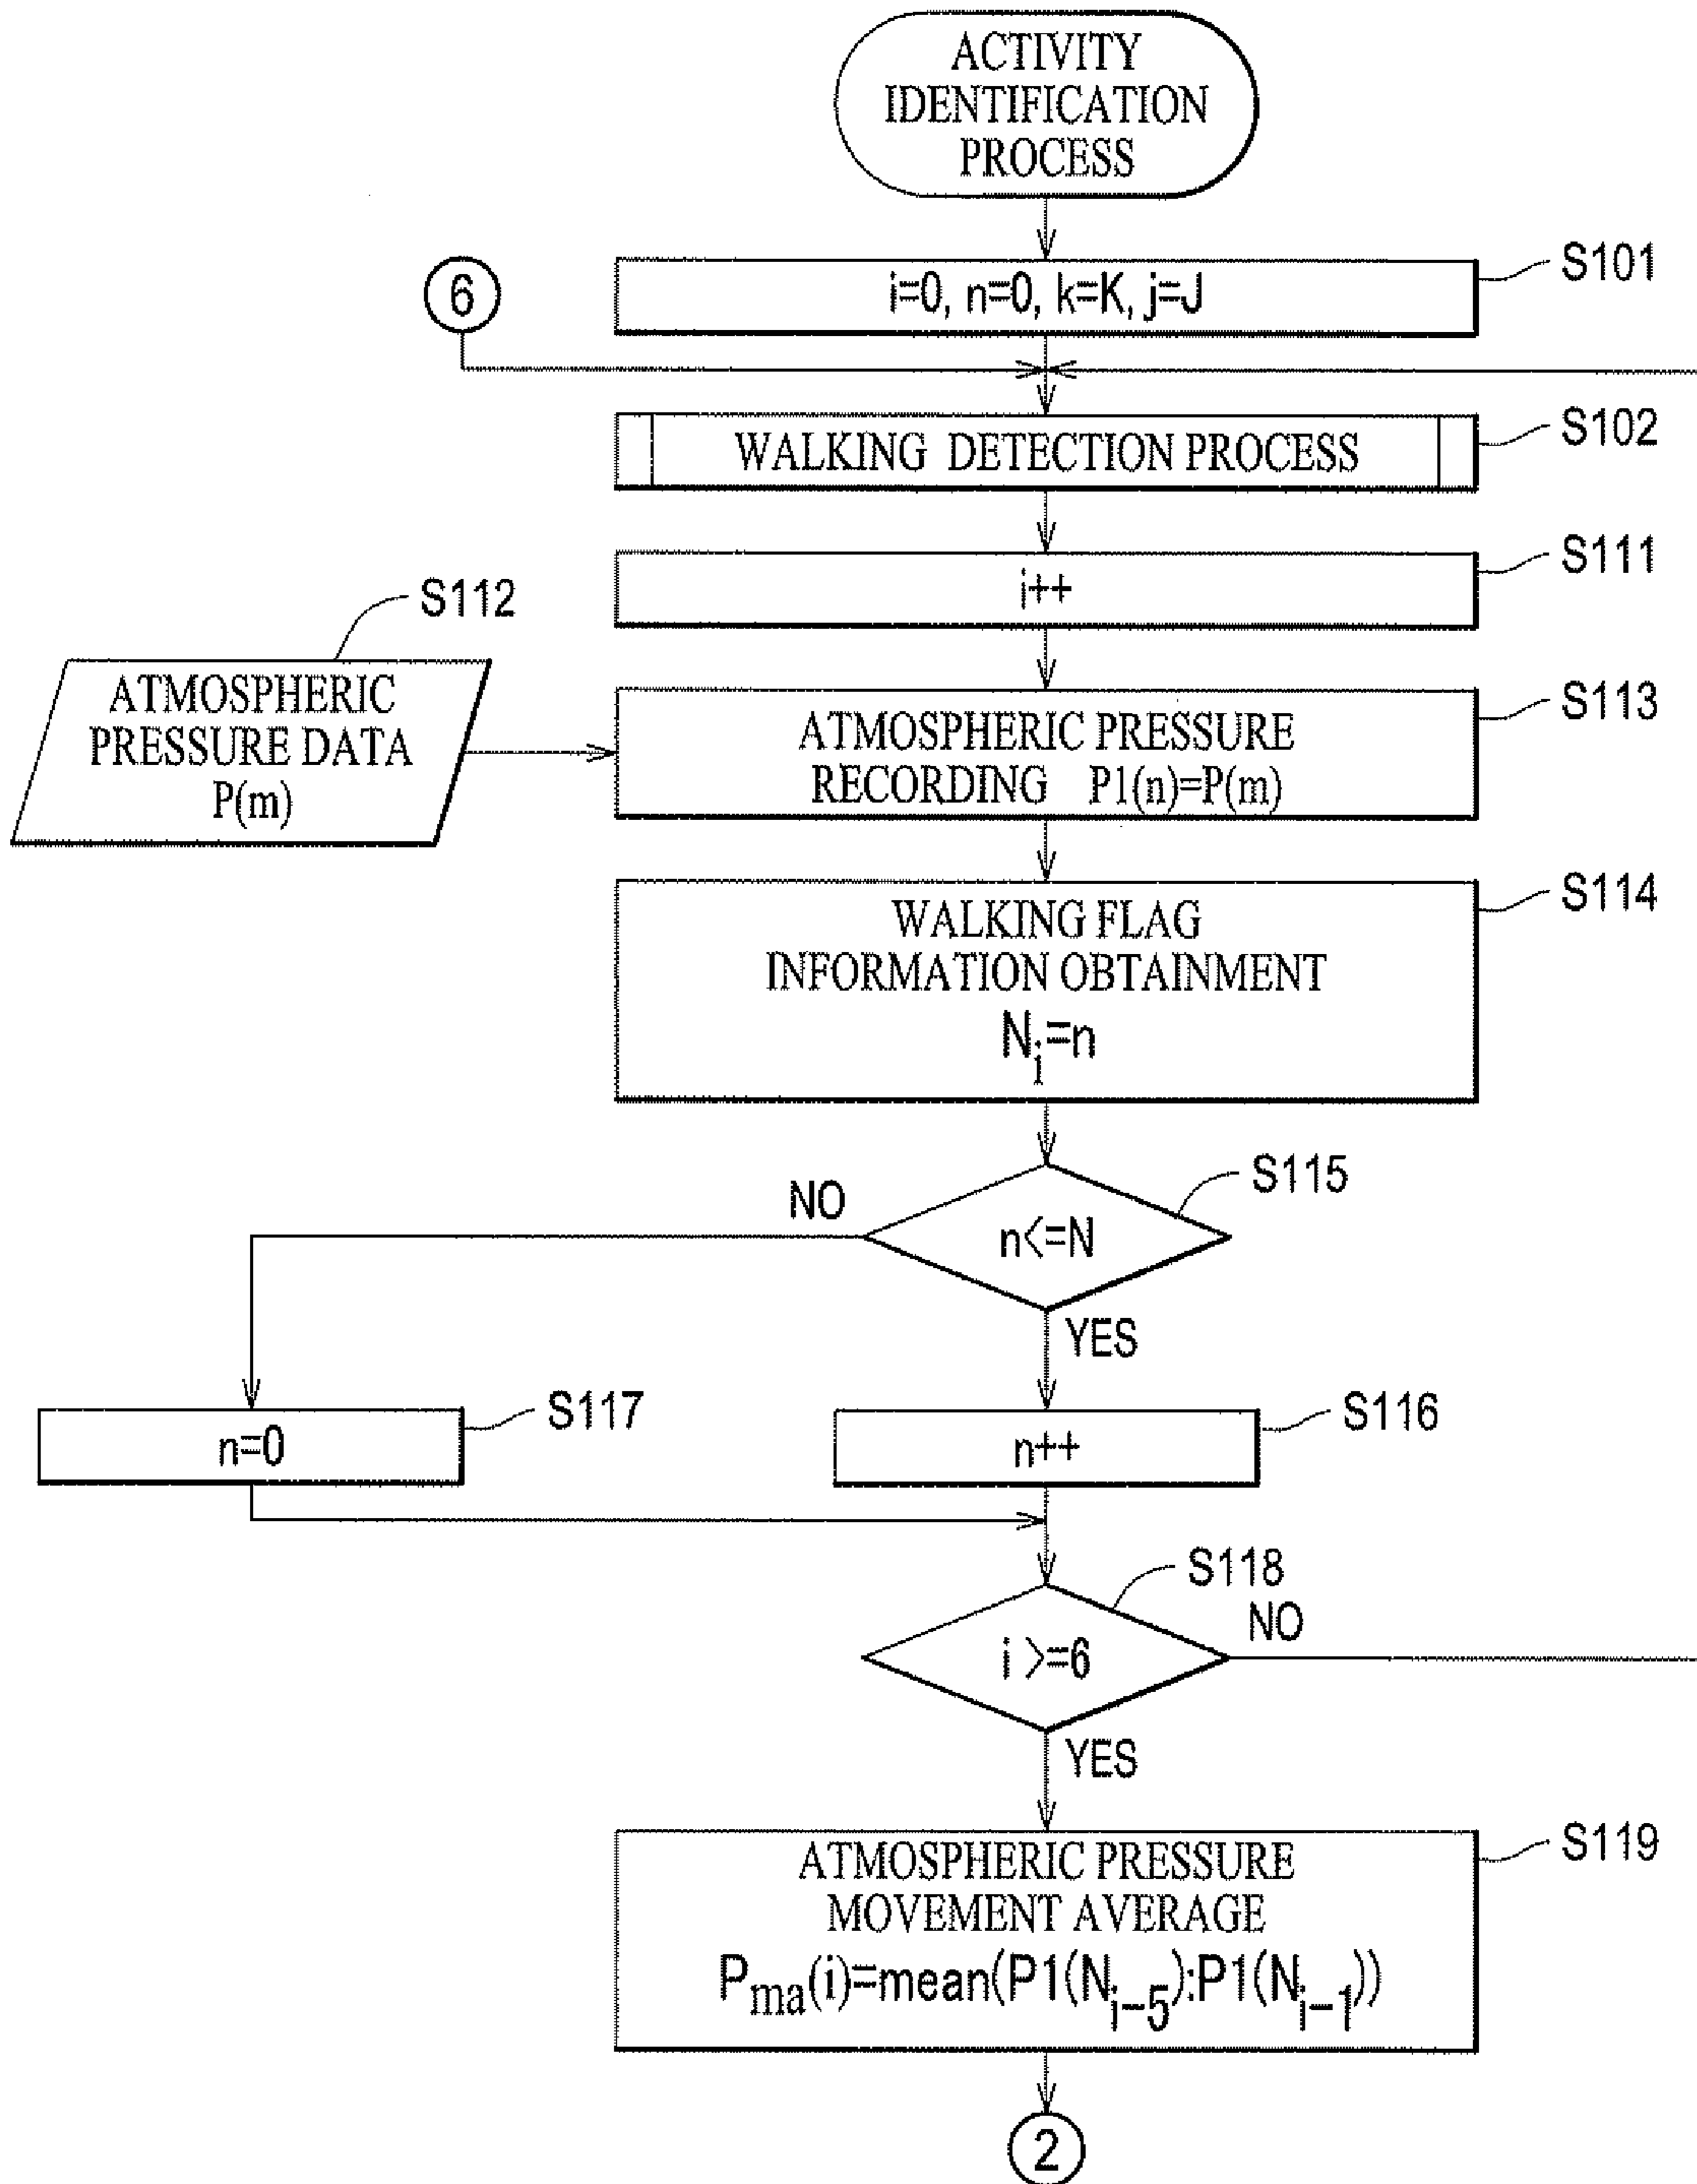 ACTIVITY
IDENTIFICATION
PROCESS
S101
6
i=0, n=0, k=K, j=J
S102
WALKING DETECTION PROCESS
S111
i++
S112
ATMOSPHERIC
PRESSURE DATA
P(m)
S113
ATMOSPHERIC PRESSURE
RECORDING P1(n)=P(m)
S114
WALKING FLAG
INFORMATION OBTAINMENT
Ni=n
S115
NO
n<=N
YES
S117
n=0
S116
n++
S118
NO
i >=6
YES
S119
ATMOSPHERIC PRESSURE
MOVEMENT AVERAGE
Pma(i)=mean(P1(Ni-5):P1(Ni-1))
2